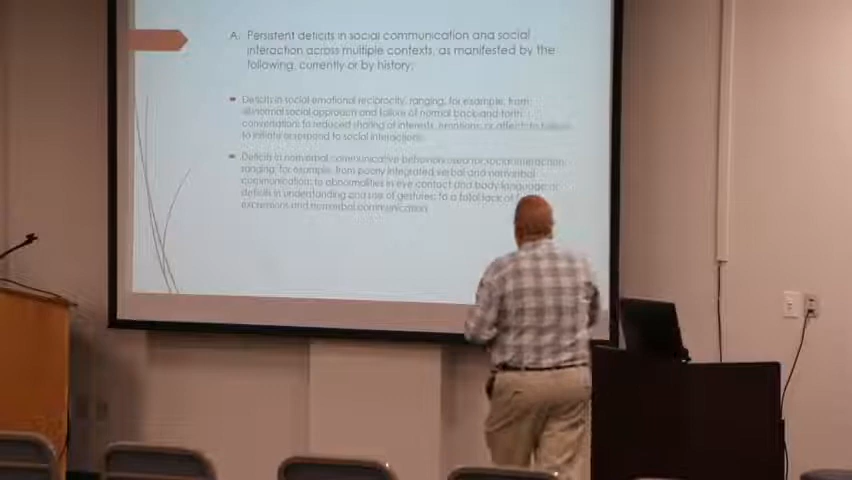 A. Persistent deficits in social communication and social
interaction across multiple contexts, as manifested by the
following, currently or by history:
Deficits in social emotional reciprocity, ranging, for example, from
abnormal social approach and failure of normal back and forth
conversation; to reduced sharing of interests, emotions, or affect; to failure
to initiate or respond to social interactions.
Deficits in nonverbal communicative behaviors used for social interaction,
ranging, for example, from poorly integrated verbal and nonverbal
communication; to abnormalities in eye contact and body language or
deficits in understanding and use of gestures; to a total lack of
expressions and nonverbal communication.